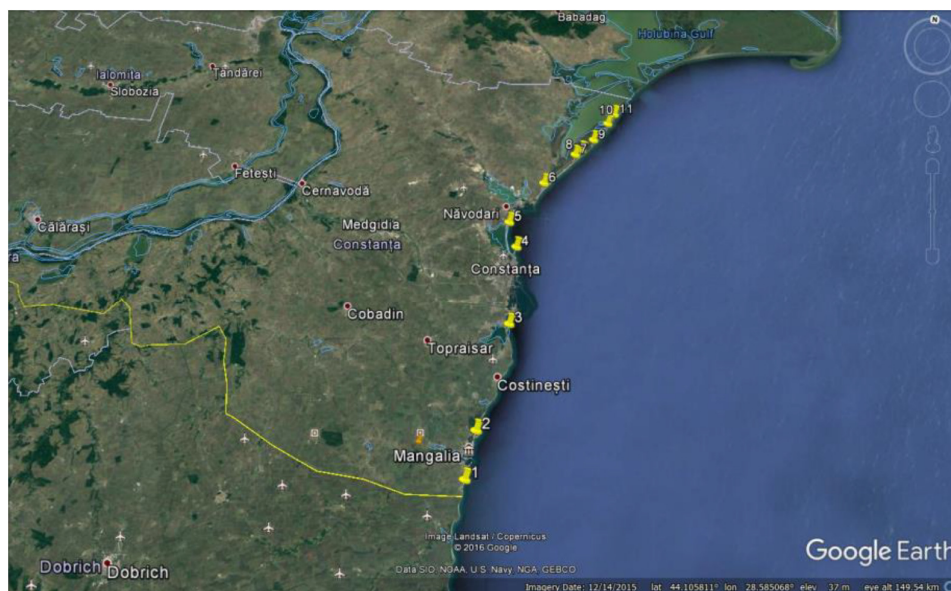 Babadag
Holubina Gulf
N
Ialomița
Țăndărei
Slobozia
10 11
9
8 7
Fetești
6
Cernavodă
Năvodari 5
Călărași
Medgidia
4
Constanța
Constanța
Cobadin
3
Topraisar
Costinești
2
Mangalia
1
Image Landsat / Copernicus
© 2016 Google
Google Earth
Dobrich Dobrich
Data SIO, NOAA, U.S. Navy, NGA, GEBCO
Imagery Date: 12/14/2015 lat 44.105811° lon 28.585068° elev 37 m eye alt 149.54 km